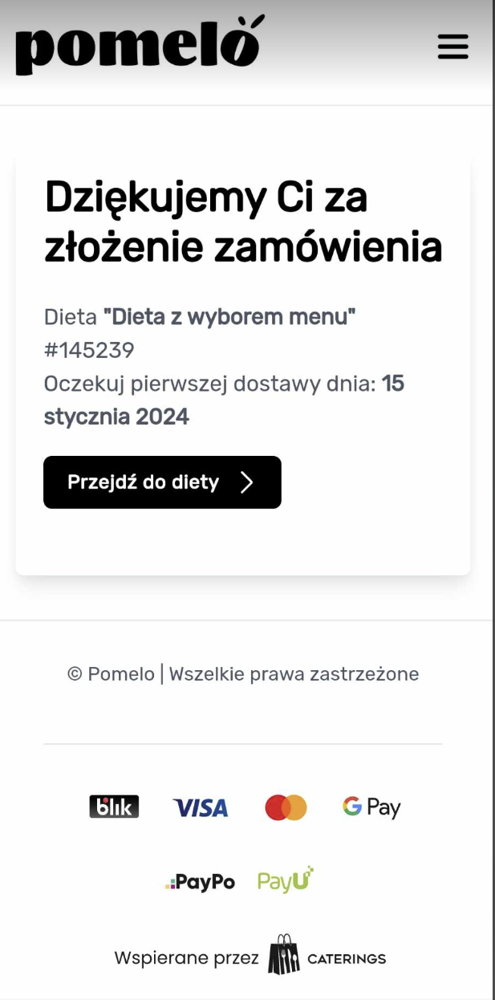 pomelo
Dziękujemy Ci za
złożenie zamówienia
Dieta "Dieta z wyborem menu"
#145239
Oczekuj pierwszej dostawy dnia: 15
stycznia 2024
Przejdź do diety
© Pomelo | Wszelkie prawa zastrzeżone
blik VISA G Pay
PayPo PayU
Wspierane przez CATERINGS